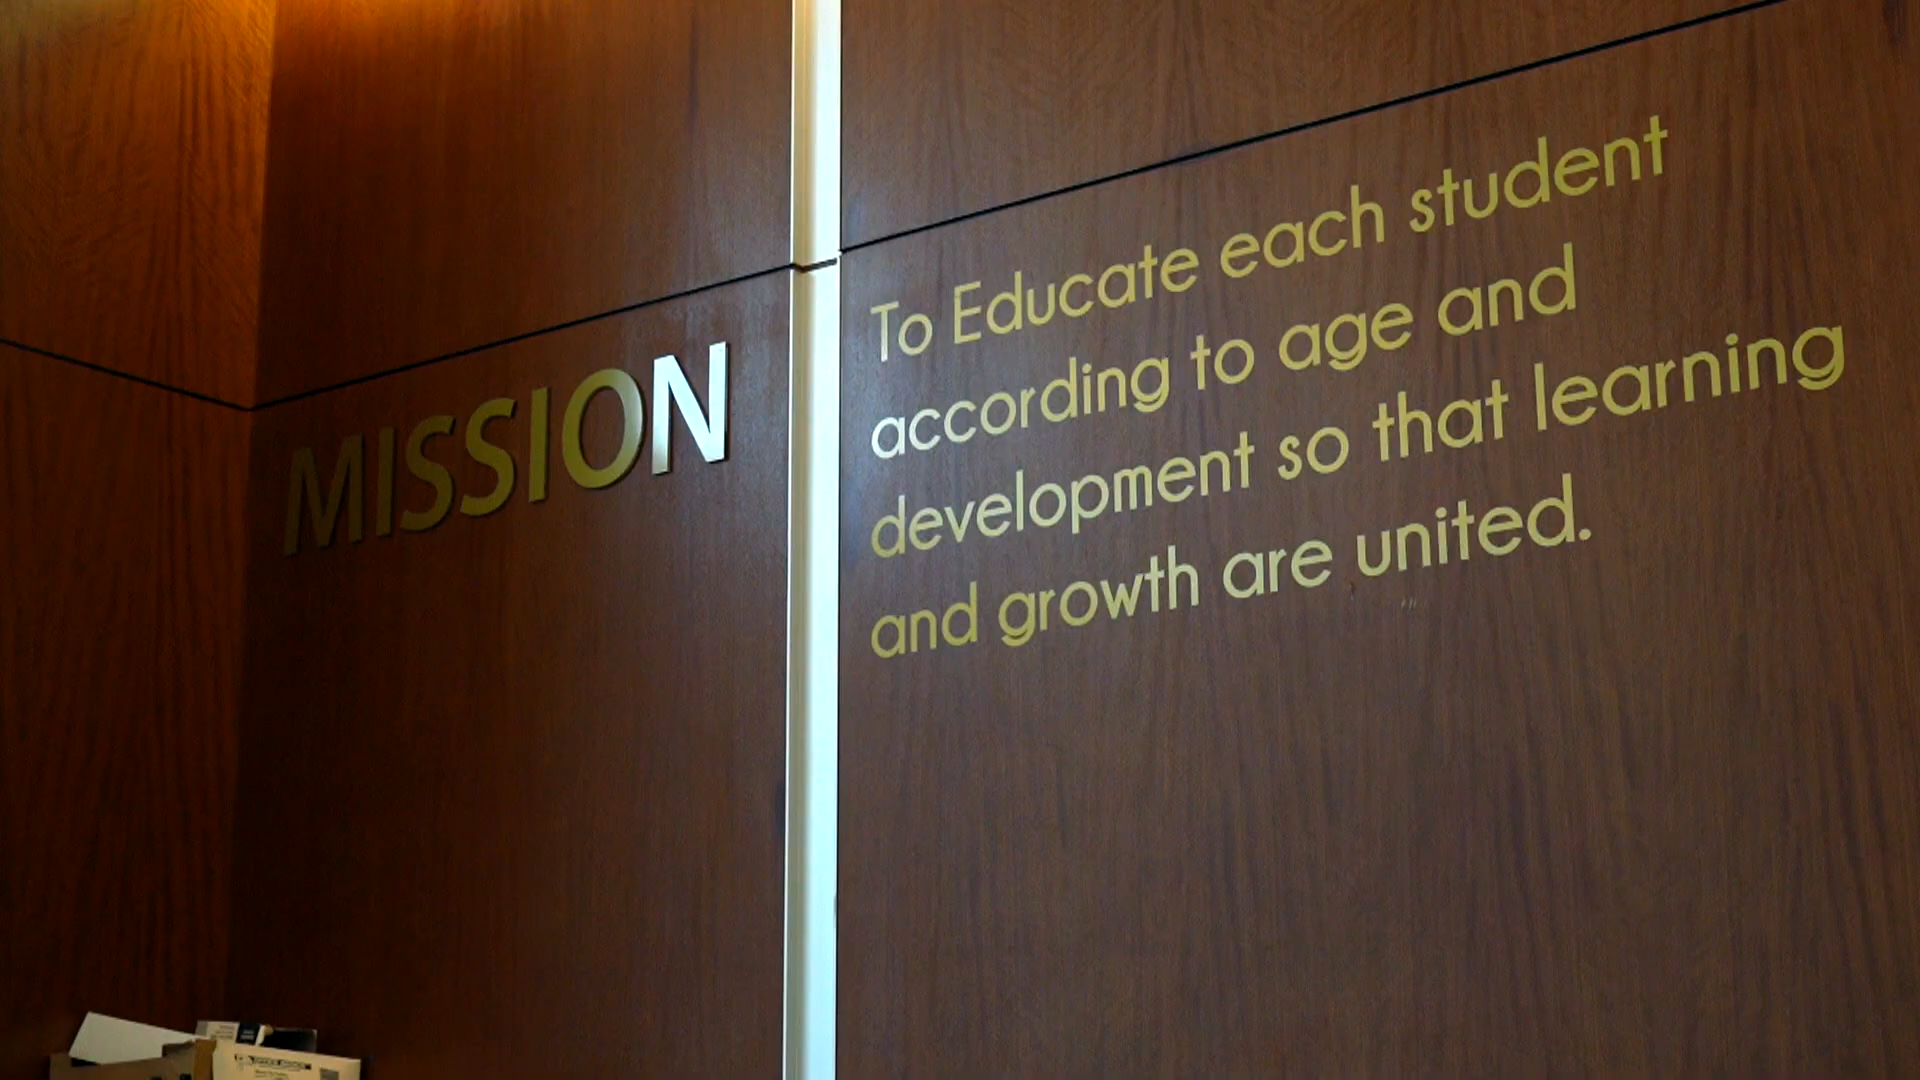 MISSION
To Educate each student
according to age and
development so that learning
and growth are united.